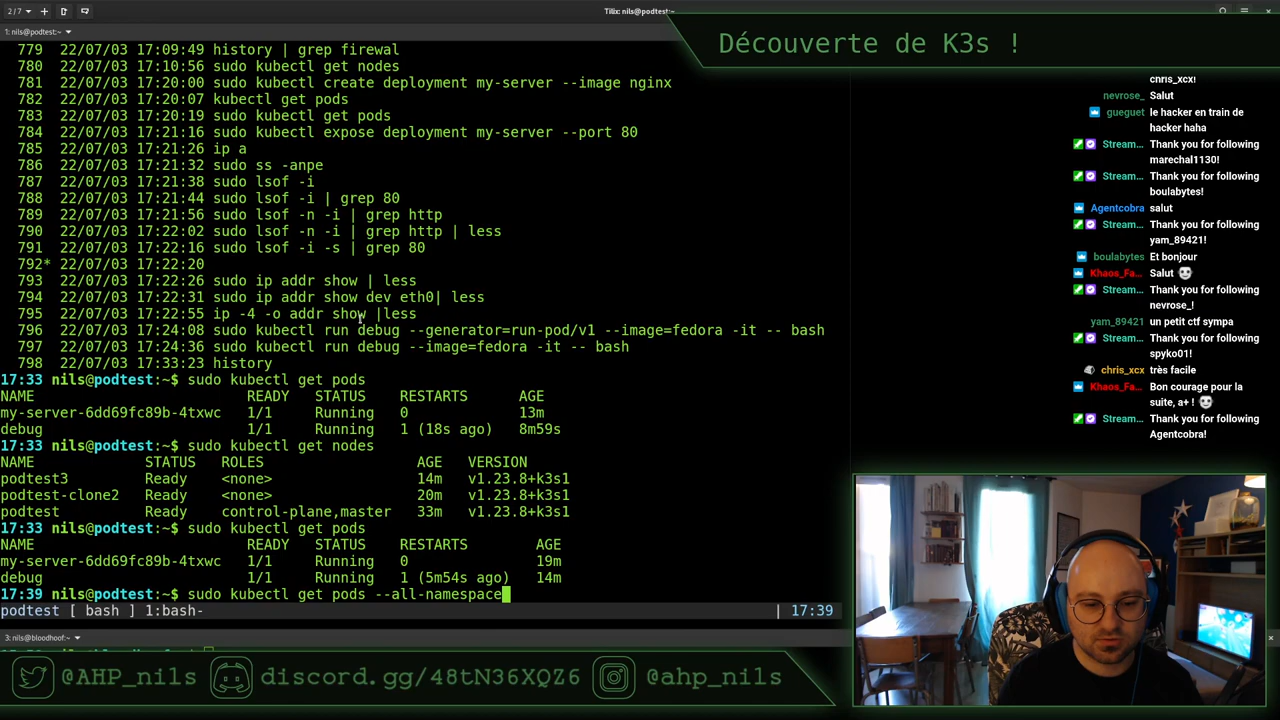 2/7
Tilix: nils@podtest:~
1: nils@podtest:~
Découverte de K3s !
779  22/07/03 17:09:49 history | grep firewal
780  22/07/03 17:10:56 sudo kubectl get nodes
781  22/07/03 17:20:00 sudo kubectl create deployment my-server --image nginx
782  22/07/03 17:20:07 kubectl get pods
783  22/07/03 17:20:19 sudo kubectl get pods
784  22/07/03 17:21:16 sudo kubectl expose deployment my-server --port 80
785  22/07/03 17:21:26 ip a
786  22/07/03 17:21:32 sudo ss -anpe
787  22/07/03 17:21:38 sudo lsof -i
788  22/07/03 17:21:44 sudo lsof -i | grep 80
789  22/07/03 17:21:56 sudo lsof -n -i | grep http
790  22/07/03 17:22:02 sudo lsof -n -i | grep http | less
791  22/07/03 17:22:16 sudo lsof -i -s | grep 80
792* 22/07/03 17:22:20
793  22/07/03 17:22:26 sudo ip addr show | less
794  22/07/03 17:22:31 sudo ip addr show dev eth0| less
795  22/07/03 17:22:55 ip -4 -o addr show |less
796  22/07/03 17:24:08 sudo kubectl run debug --generator=run-pod/v1 --image=fedora -it -- bash
797  22/07/03 17:24:36 sudo kubectl run debug --image=fedora -it -- bash
798  22/07/03 17:33:23 history
17:33 nils@podtest:~$ sudo kubectl get pods
NAME READY STATUS RESTARTS AGE
my-server-6dd69fc89b-4txwc 1/1 Running 0 13m
debug 1/1 Running 1 (18s ago) 8m59s
17:33 nils@podtest:~$ sudo kubectl get nodes
NAME STATUS ROLES AGE VERSION
podtest3 Ready <none> 14m v1.23.8+k3s1
podtest-clone2 Ready <none> 20m v1.23.8+k3s1
podtest Ready control-plane,master 33m v1.23.8+k3s1
17:33 nils@podtest:~$ sudo kubectl get pods
NAME READY STATUS RESTARTS AGE
my-server-6dd69fc89b-4txwc 1/1 Running 0 19m
debug 1/1 Running 1 (5m54s ago) 14m
17:39 nils@podtest:~$ sudo kubectl get pods --all-namespace
podtest [ bash ] 1:bash- | 17:39
3: nils@bloodhoof:~
chris_xcx!
nevrose_ Salut
gueguet le hacker en train de
hacker haha
Stream... Thank you for following
marechal1130!
Stream... Thank you for following
boulabytes!
Agentcobra salut
Stream... Thank you for following
yam_89421!
boulabytes Et bonjour
Khaos_Fa... Salut
Stream... Thank you for following
nevrose_!
yam_89421 un petit ctf sympa
Stream... Thank you for following
spyko01!
chris_xcx très facile
Khaos_Fa... Bon courage pour la
suite, a+ !
Stream... Thank you for following
Agentcobra!
@AHP_nils discord.gg/48tN36XQZ6 @ahp_nils